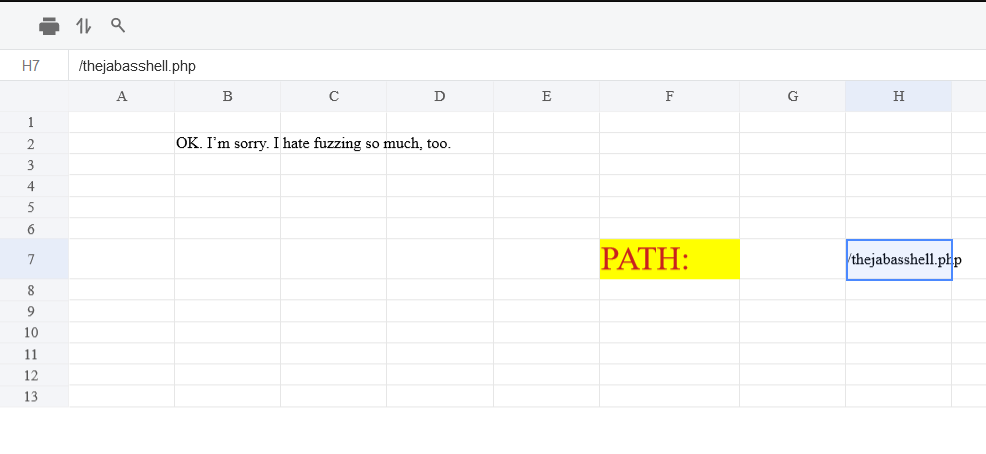 H7 /thejabasshell.php
A B C D E F G H
1
2 OK. I’m sorry. I hate fuzzing so much, too.
3
4
5
6
7 PATH: /thejabasshell.php
8
9
10
11
12
13